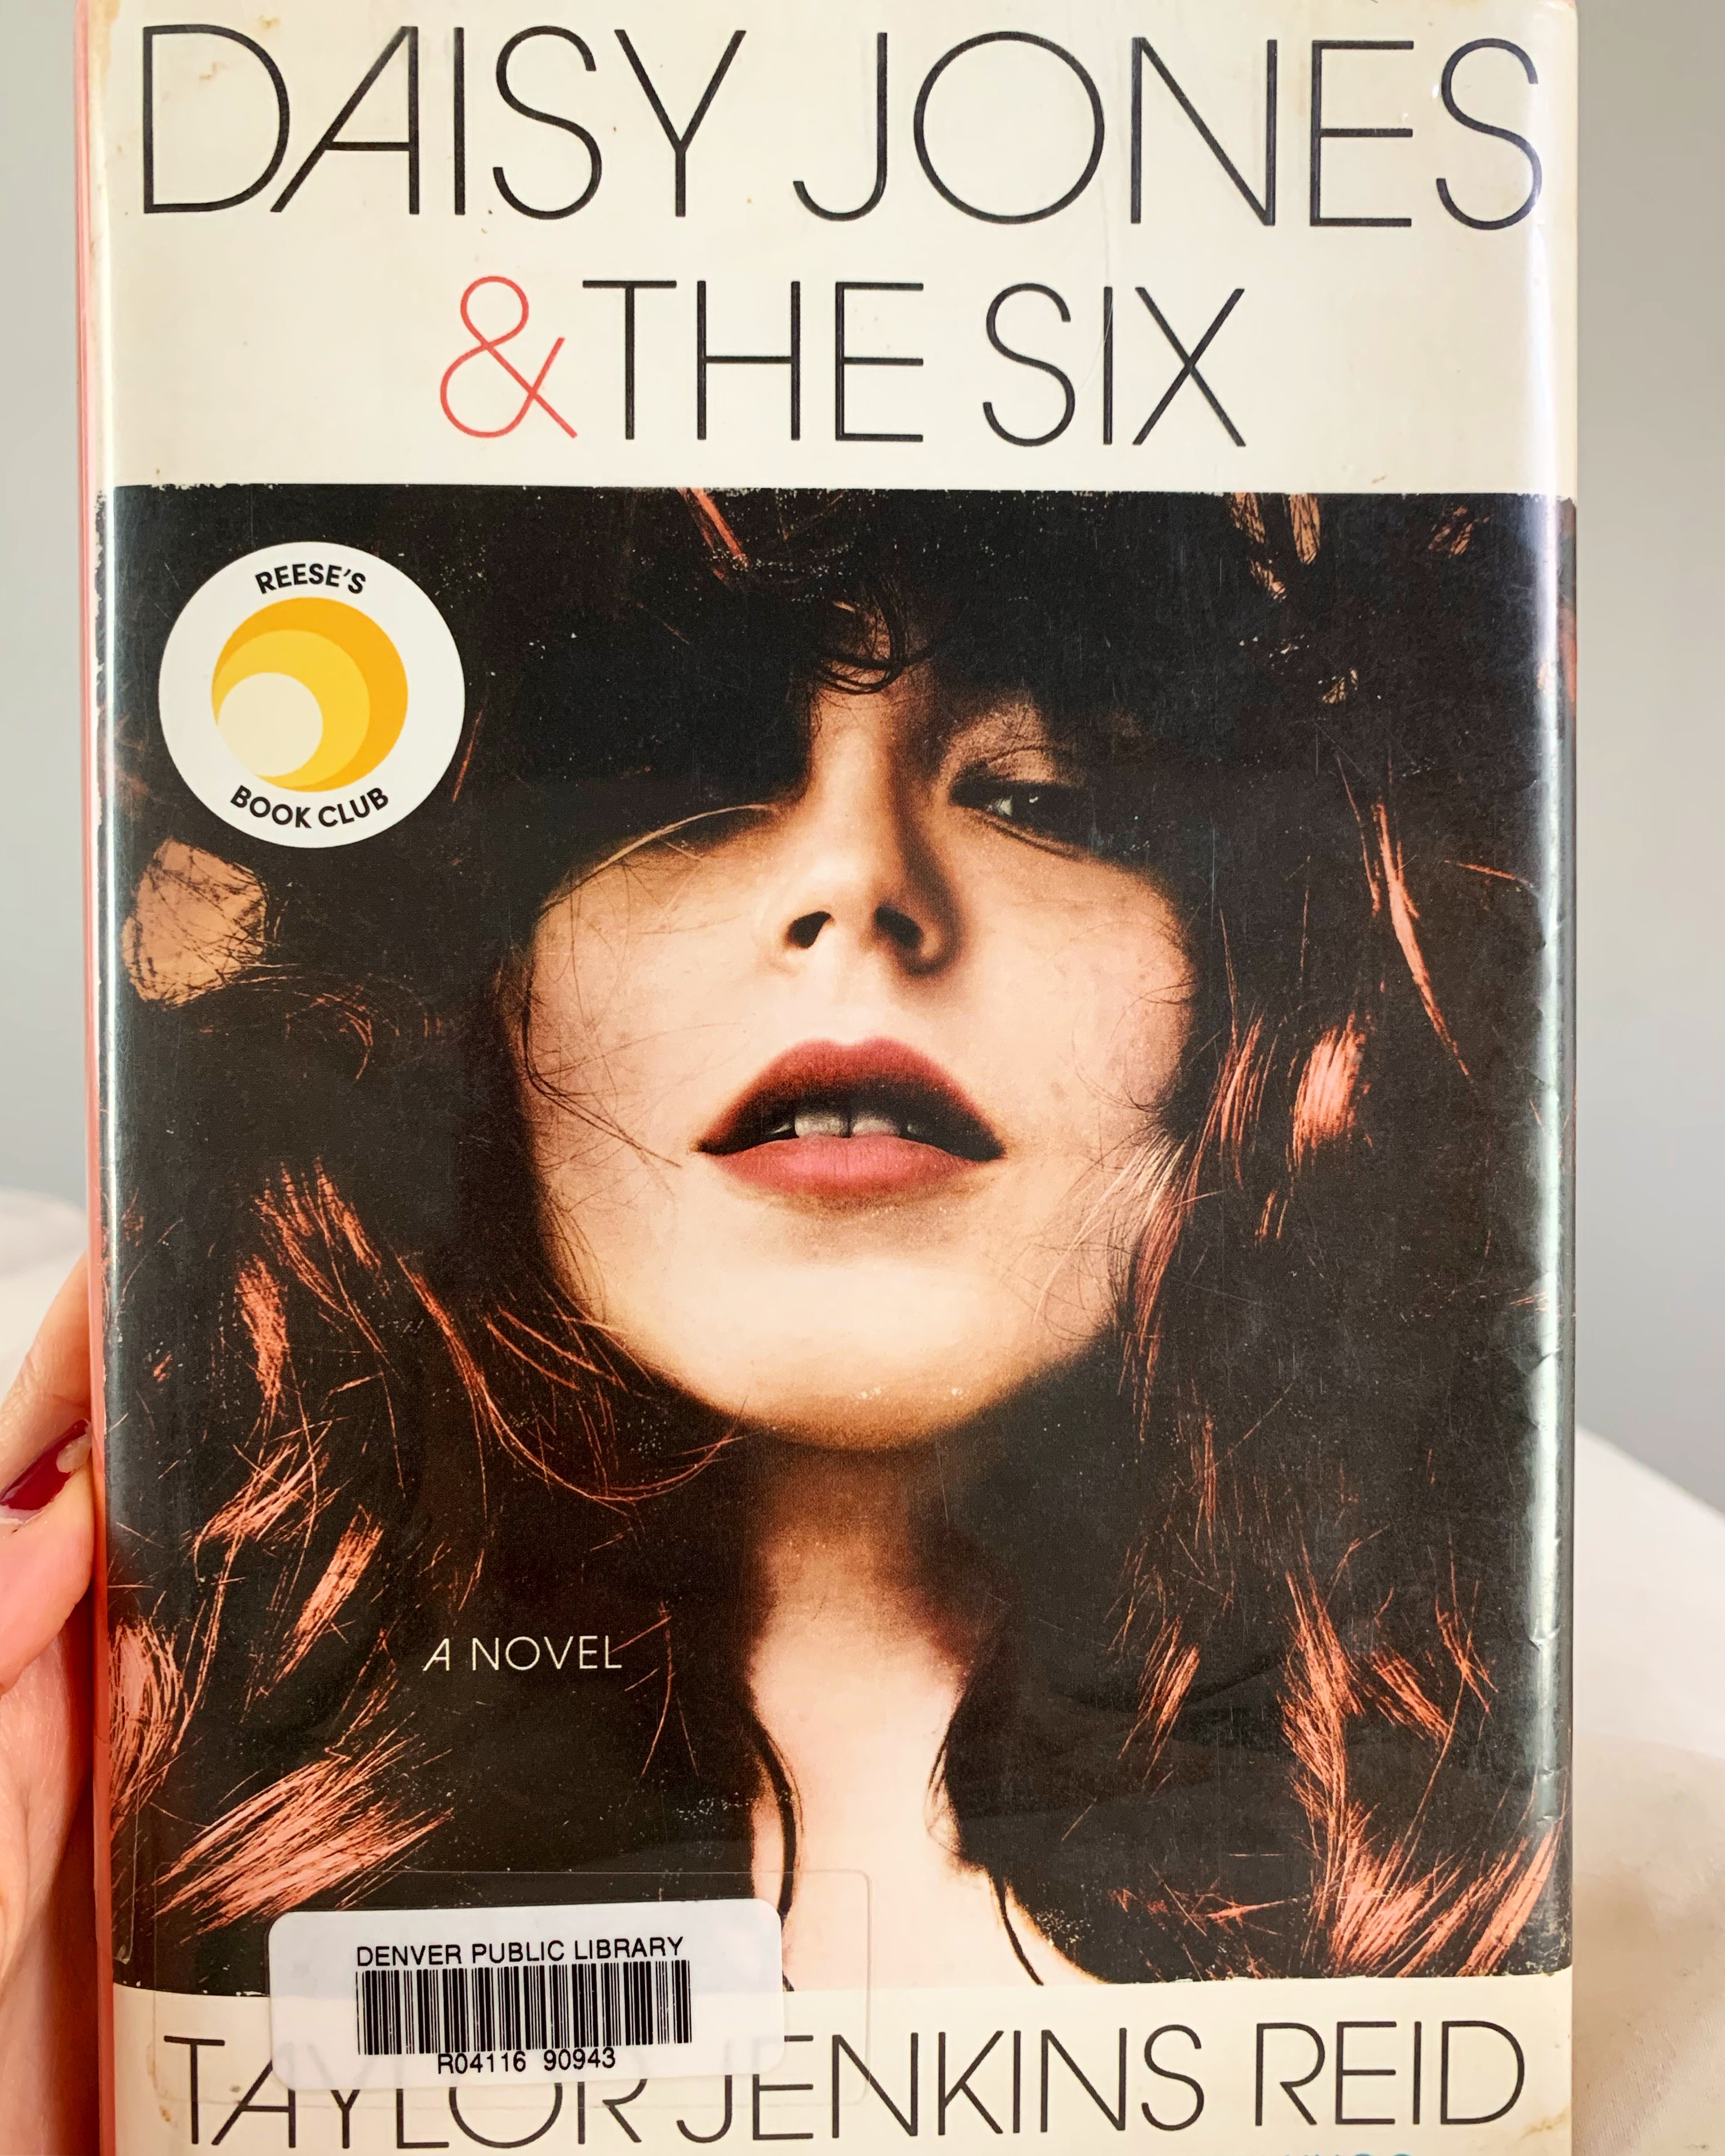 DAISY JONES
& THE SIX
REESE'S
BOOK CLUB
A NOVEL
DENVER PUBLIC LIBRARY
R04116 90943
TAYLOR JENKINS REID